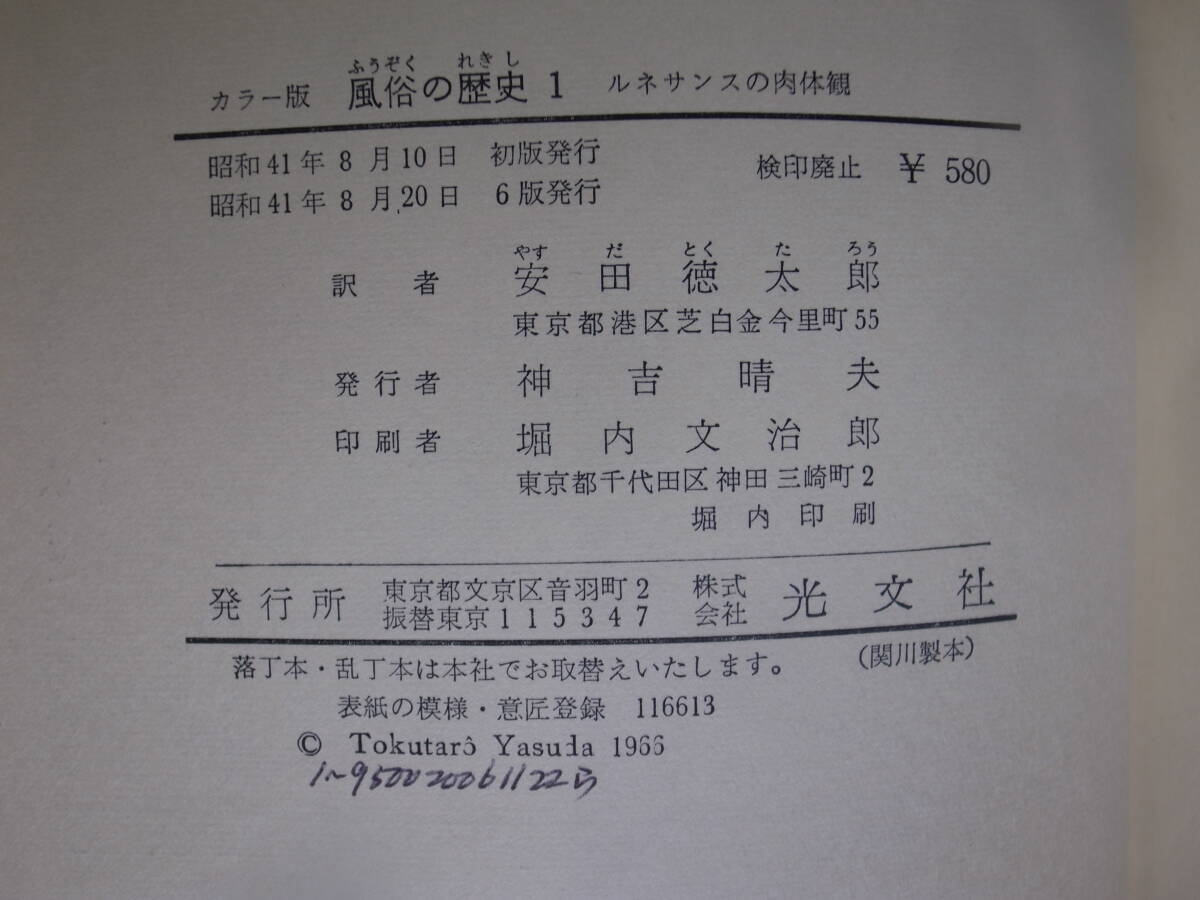 ふうぞく れきし
カラー版 風俗の歴史 1 ルネサンスの肉体観
昭和41年 8月10日 初版発行
昭和41年 8月20日 6版発行
検印廃止 ¥ 580
やす だ とく た ろう
訳者 安田徳太郎
東京都港区芝白金今里町55
発行者 神吉晴夫
印刷者 堀内文治郎
東京都千代田区神田三崎町2
堀内印刷
発行所 東京都文京区音羽町2 株式 光文社
振替東京115347 会社
落丁本・乱丁本は本社でお取替えいたします。 (関川製本)
表紙の模様・意匠登録 116613
© Tokutarô Yasuda 1966
1~950020061122